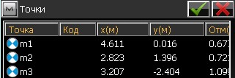 Точки
Точка Код x(м) y(м) Отм(
m1 4.611 0.016 0.67
m2 2.823 1.396 0.72
m3 3.207 -2.404 1.09